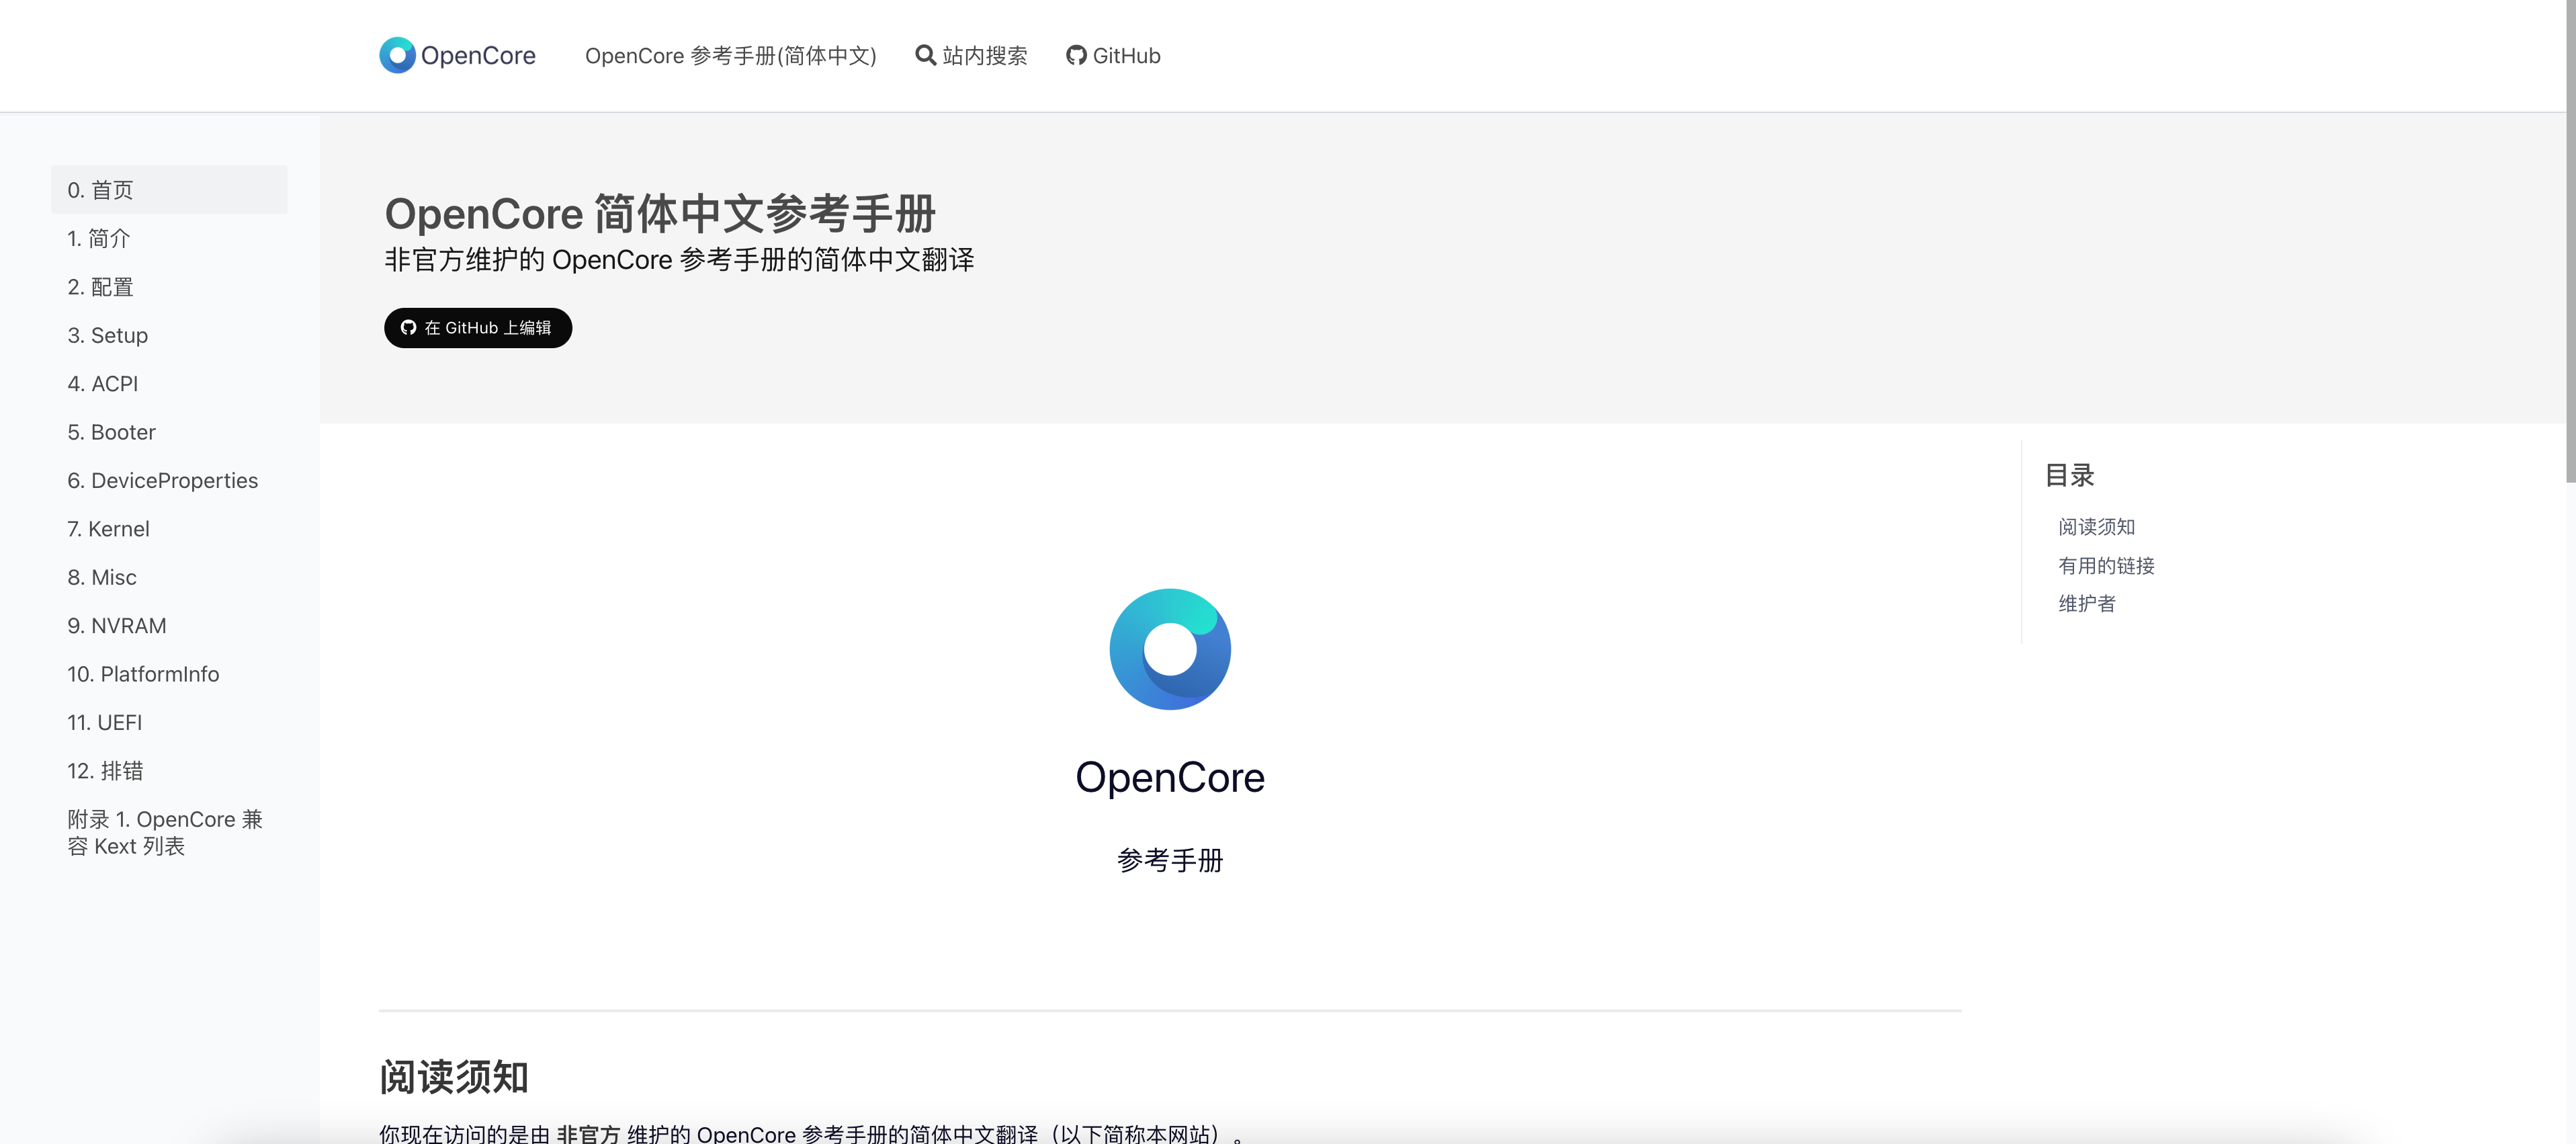 OpenCore
OpenCore 参考手册(简体中文)
站内搜索
GitHub
0. 首页
1. 简介
2. 配置
3. Setup
4. ACPI
5. Booter
6. DeviceProperties
7. Kernel
8. Misc
9. NVRAM
10. PlatformInfo
11. UEFI
12. 排错
附录 1. OpenCore 兼
容 Kext 列表
OpenCore 简体中文参考手册
非官方维护的 OpenCore 参考手册的简体中文翻译
在 GitHub 上编辑
OpenCore
参考手册
阅读须知
你现在访问的是由 非官方 维护的 OpenCore 参考手册的简体中文翻译（以下简称本网站）。
目录
阅读须知
有用的链接
维护者